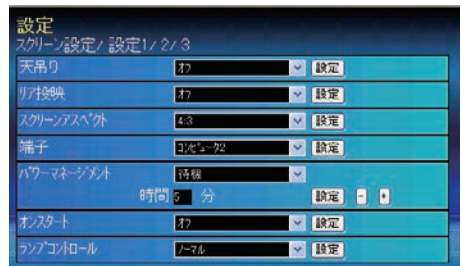 設定
スクリーン設定/ 設定1/ 2/ 3
天吊り オフ 設定
リア投映 オフ 設定
スクリーンアスペクト 4:3 設定
端子 コンピュータ2 設定
パワーマネージメント 待機
時間 5 分 設定 - +
オンスタート オフ 設定
ランプコントロール ノーマル 設定